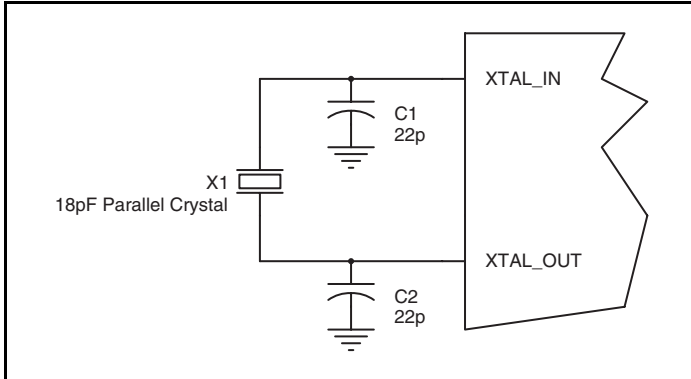 XTAL_IN
C1
22p
X1
18pF Parallel Crystal
XTAL_OUT
C2
22p